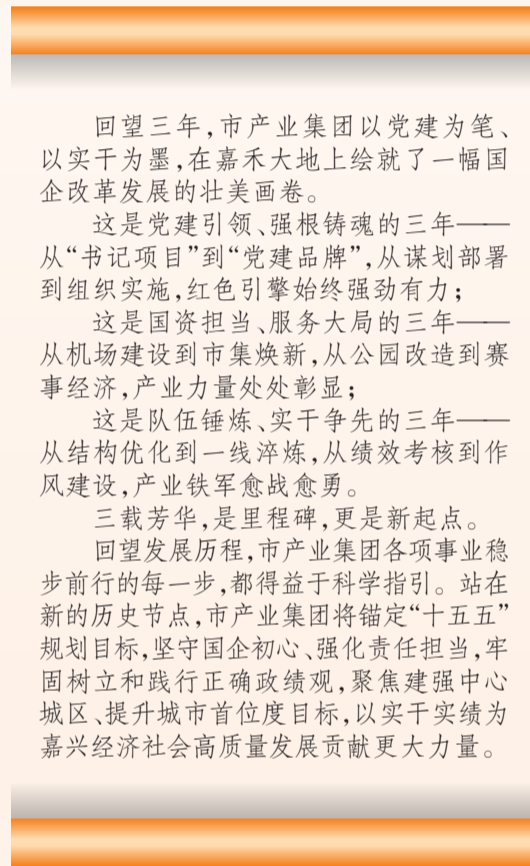 回望三年，市产业集团以党建为笔、
以实干为墨，在嘉禾大地上绘就了一幅国
企改革发展的壮美画卷。
这是党建引领、强根铸魂的三年——
从“书记项目”到“党建品牌”，从谋划部署
到组织实施，红色引擎始终强劲有力；
这是国资担当、服务大局的三年——
从机场建设到市集焕新，从公园改造到赛
事经济，产业力量处处彰显；
这是队伍锤炼、实干争先的三年——
从结构优化到一线淬炼，从绩效考核到作
风建设，产业铁军愈战愈勇。
三载芳华，是里程碑，更是新起点。
回望发展历程，市产业集团各项事业稳
步前行的每一步，都得益于科学指引。站在
新的历史节点，市产业集团将锚定“十五五”
规划目标，坚守国企初心、强化责任担当，牢
固树立和践行正确政绩观，聚焦建强中心
城区、提升城市首位度目标，以实干实绩为
嘉兴经济社会高质量发展贡献更大力量。